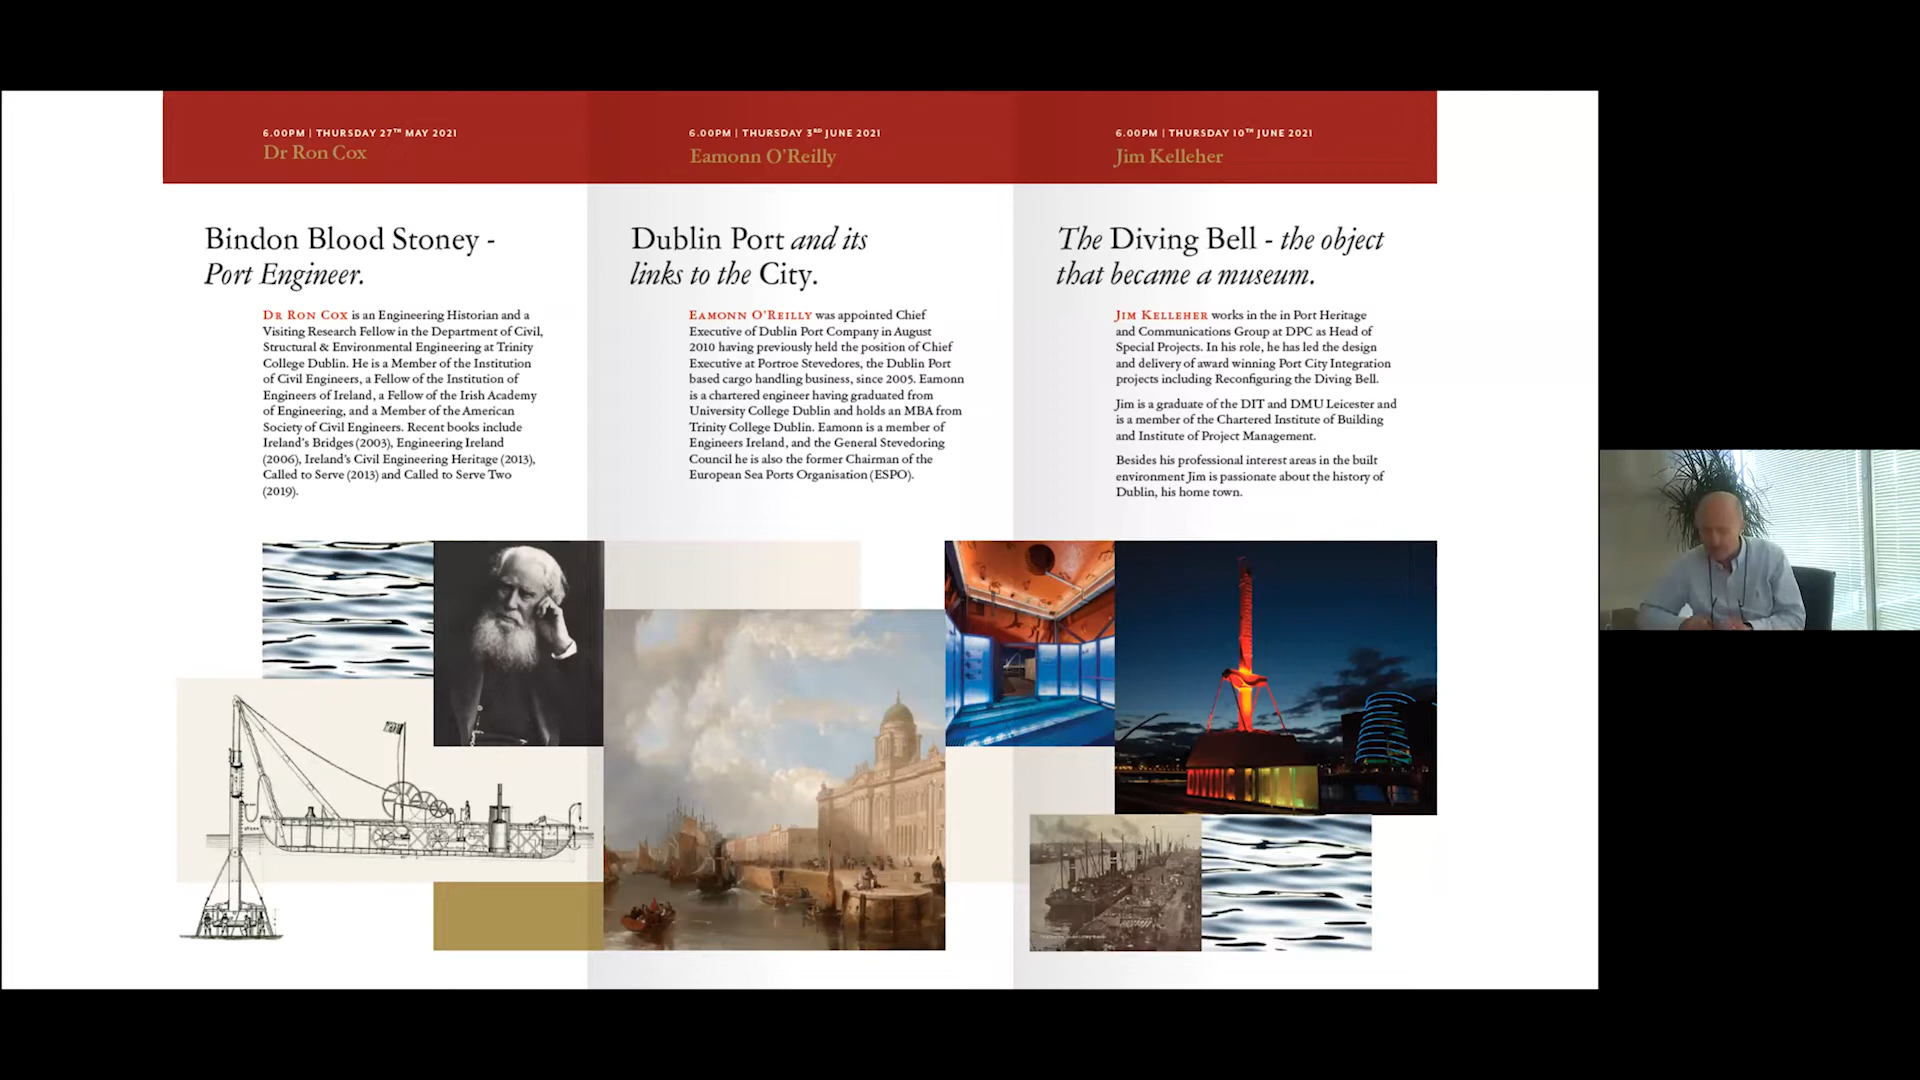 6.00PM | THURSDAY 27TH MAY 2021
Dr Ron Cox
Bindon Blood Stoney -
Port Engineer.
DR RON COX is an Engineering Historian and a
Visiting Research Fellow in the Department of Civil,
Structural & Environmental Engineering at Trinity
College Dublin. He is a Member of the Institution
of Civil Engineers, a Fellow of the Institution of
Engineers of Ireland, a Fellow of the Irish Academy
of Engineering, and a Member of the American
Society of Civil Engineers. Recent books include
Ireland's Bridges (2003), Engineering Ireland
(2006), Ireland's Civil Engineering Heritage (2013),
Called to Serve (2013) and Called to Serve Two
(2019).
6.00PM | THURSDAY 3RD JUNE 2021
Eamonn O'Reilly
Dublin Port and its
links to the City.
EAMONN O'REILLY was appointed Chief
Executive of Dublin Port Company in August
2010 having previously held the position of Chief
Executive at Portroe Stevedores, the Dublin Port
based cargo handling business, since 2005. Eamonn
is a chartered engineer having graduated from
University College Dublin and holds an MBA from
Trinity College Dublin. Eamonn is a member of
Engineers Ireland, and the General Stevedoring
Council he is also the former Chairman of the
European Sea Ports Organisation (ESPO).
6.00PM | THURSDAY 10TH JUNE 2021
Jim Kelleher
The Diving Bell - the object
that became a museum.
JIM KELLEHER works in the in Port Heritage
and Communications Group at DPC as Head of
Special Projects. In his role, he has led the design
and delivery of award winning Port City Integration
projects including Reconfiguring the Diving Bell.
Jim is a graduate of the DIT and DMU Leicester and
is a member of the Chartered Institute of Building
and Institute of Project Management.
Besides his professional interest areas in the built
environment Jim is passionate about the history of
Dublin, his home town.